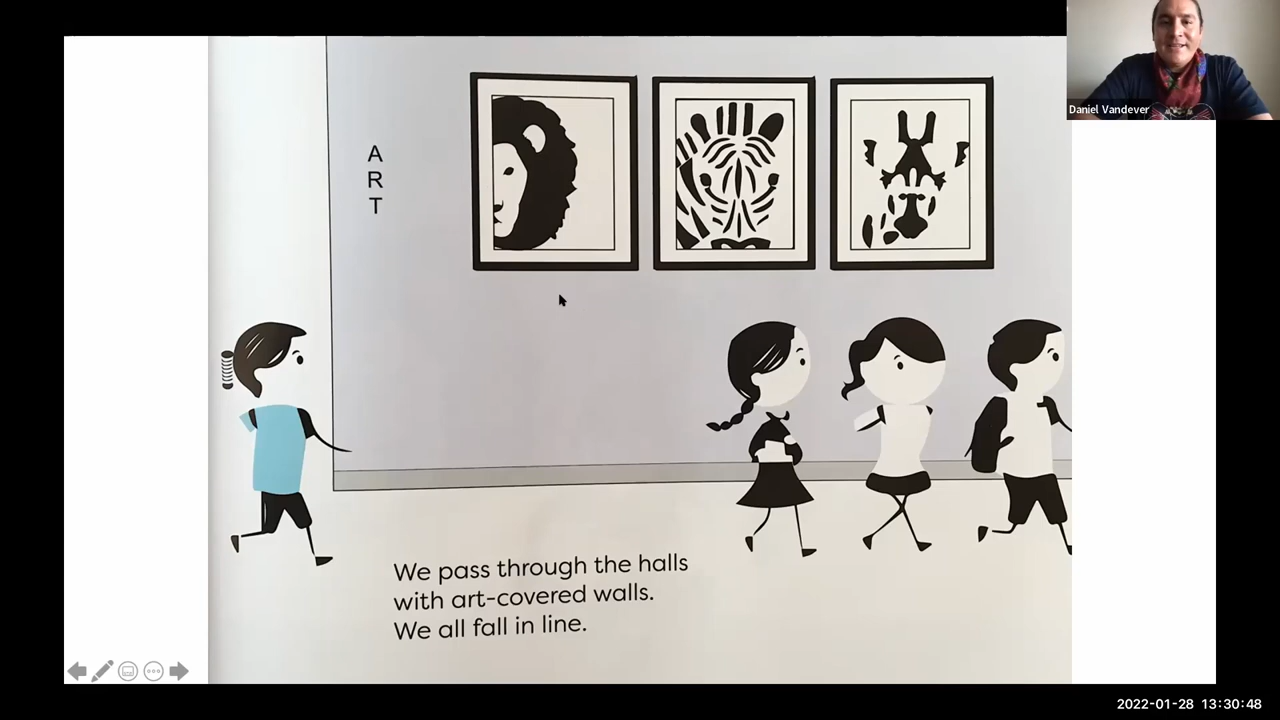 Daniel Vandever
A
R
T
We pass through the halls
with art-covered walls.
We all fall in line.
2022-01-28 13:30:48